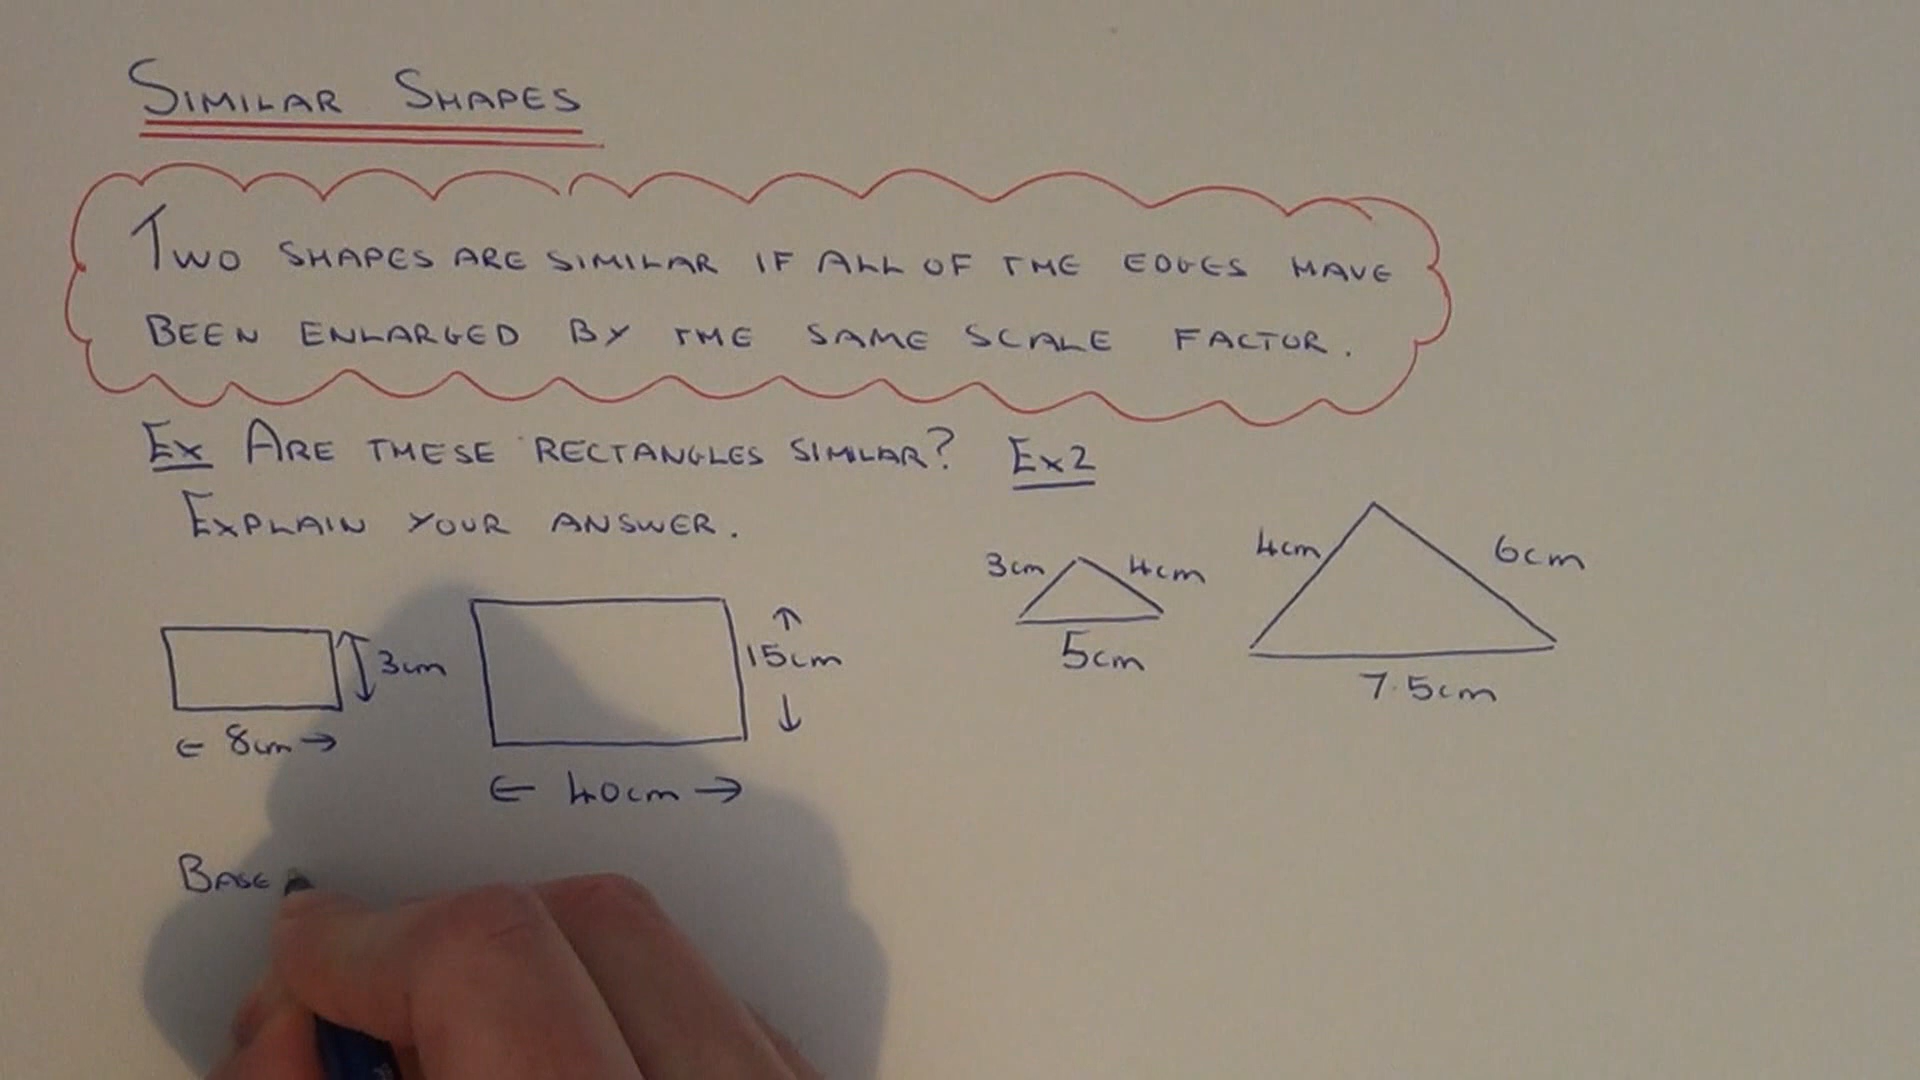 SIMILAR SHAPES
TWO SHAPES ARE SIMILAR IF ALL OF THE EDGES HAVE
BEEN ENLARGED BY THE SAME SCALE FACTOR.
Ex ARE THESE RECTANGLES SIMILAR?
EXPLAIN YOUR ANSWER.
3cm
8cm
15cm
40cm
BASE
Ex2
3cm 4cm
5cm
4cm 6cm
7.5cm